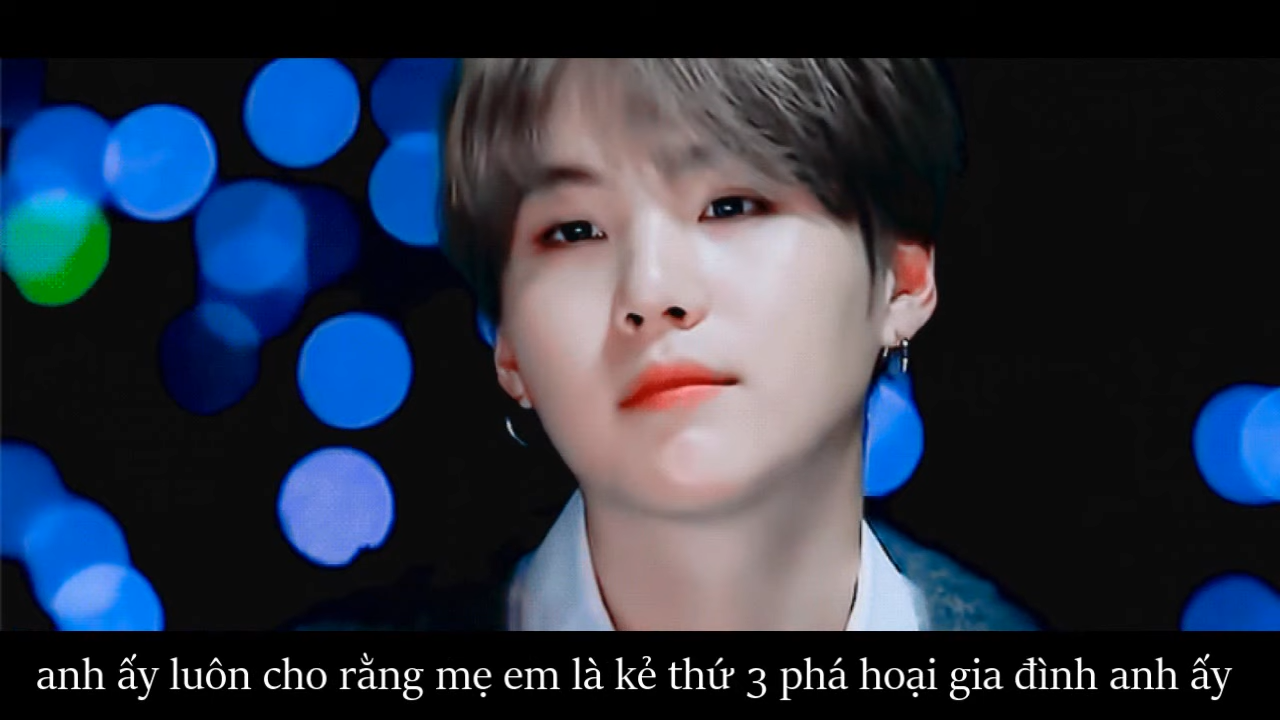 anh ấy luôn cho rằng mẹ em là kẻ thứ 3 phá hoại gia đình anh ấy